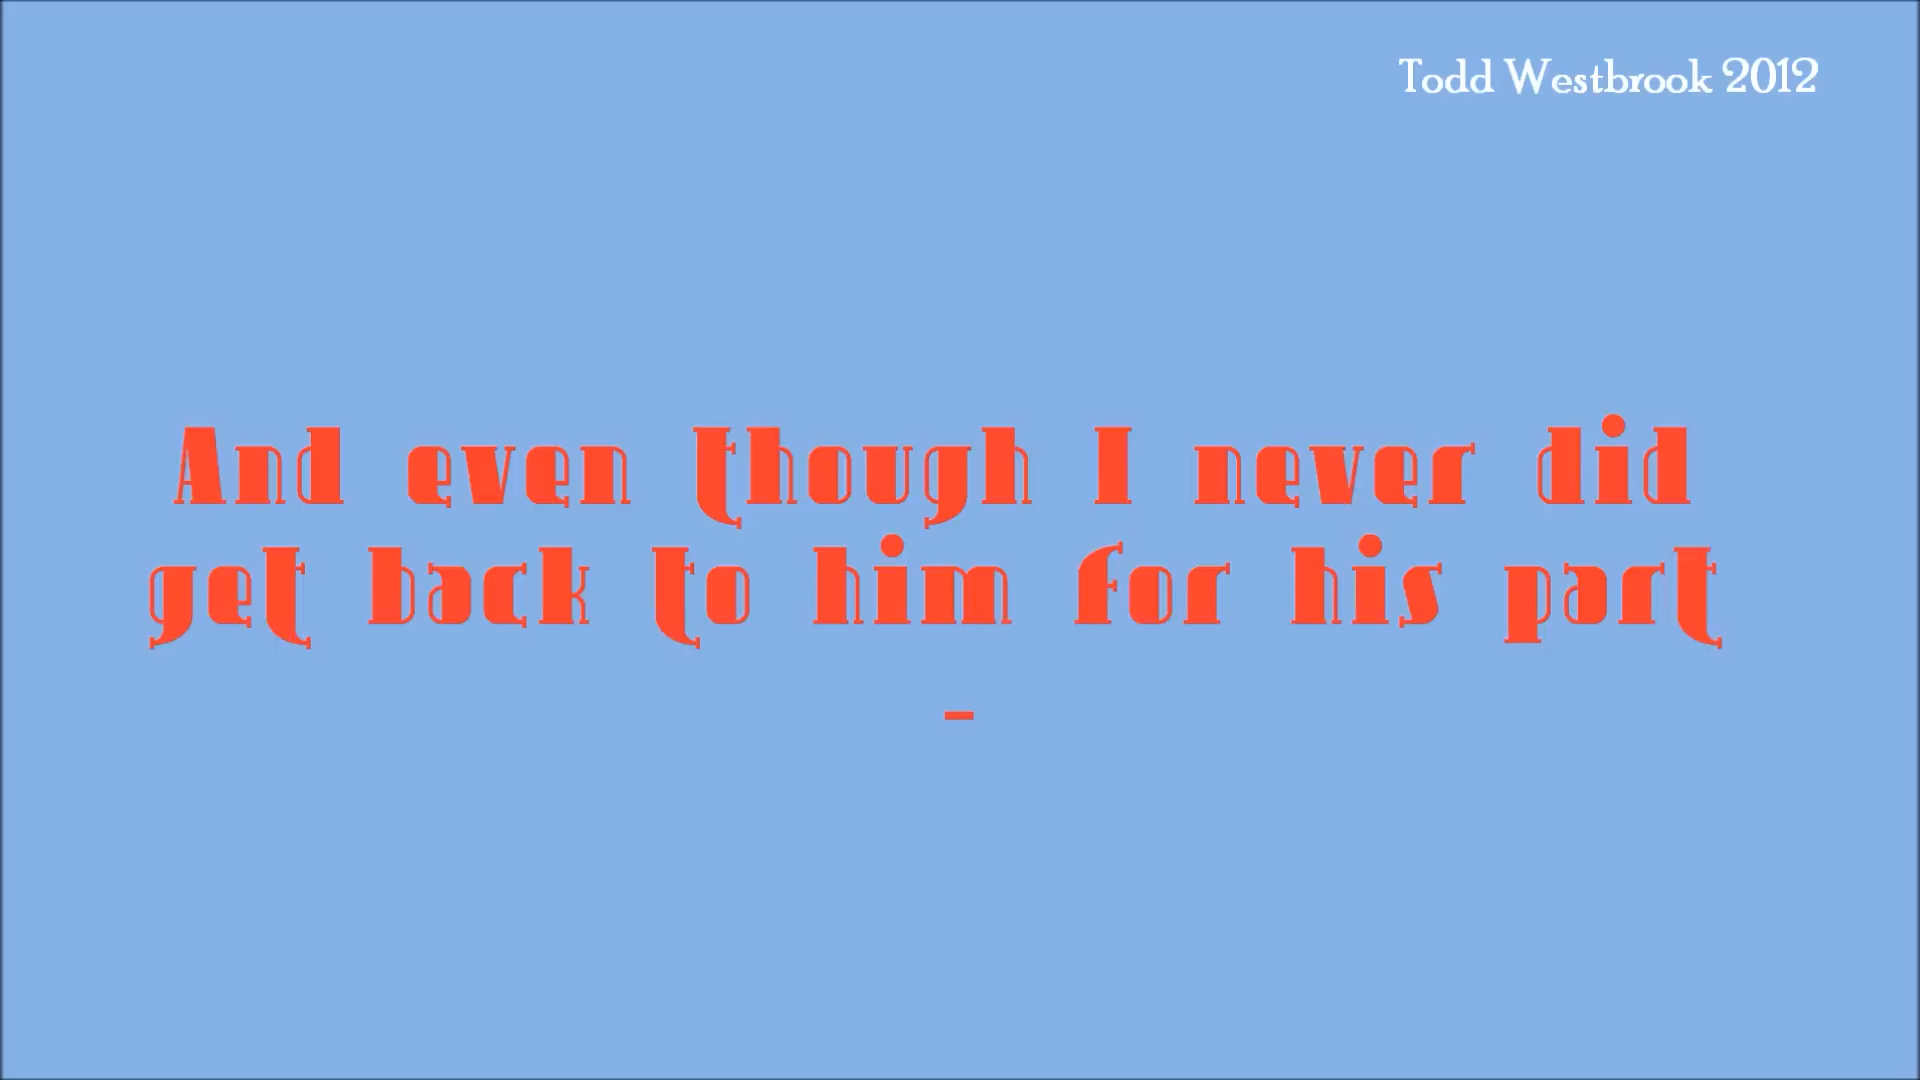 Todd Westbrook 2012
And even though I never did
get back to him for his part
-